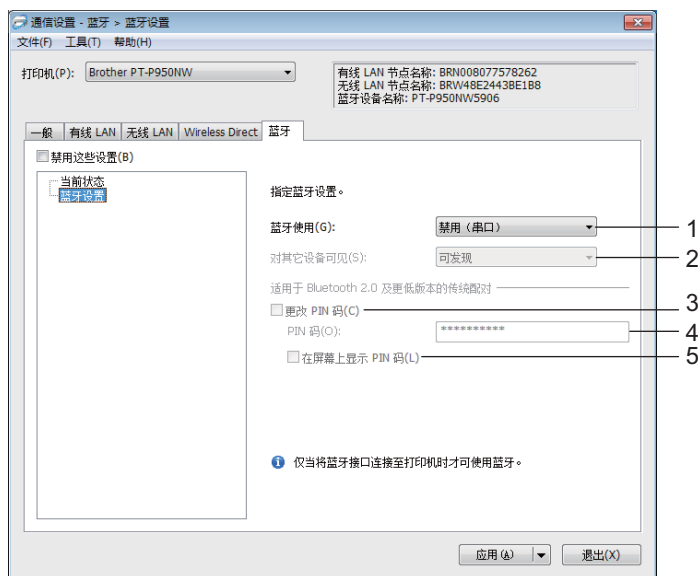 通信设置 - 蓝牙 > 蓝牙设置
文件(F) 工具(T) 帮助(H)
打印机(P): Brother PT-P950NW
有线 LAN 节点名称: BRN008077578262
无线 LAN 节点名称: BRW48E2443BE1B8
蓝牙设备名称: PT-P950NW5906
一般 有线 LAN 无线 LAN Wireless Direct 蓝牙
禁用这些设置(B)
当前状态
蓝牙设置
指定蓝牙设置。
蓝牙使用(G): 禁用（串口） 1
对其它设备可见(S): 可发现 2
适用于 Bluetooth 2.0 及更低版本的传统配对
更改 PIN 码(C) 3
PIN 码(O): ********** 4
在屏幕上显示 PIN 码(L) 5
仅当将蓝牙接口连接至打印机时才可使用蓝牙。
应用(A) 退出(X)